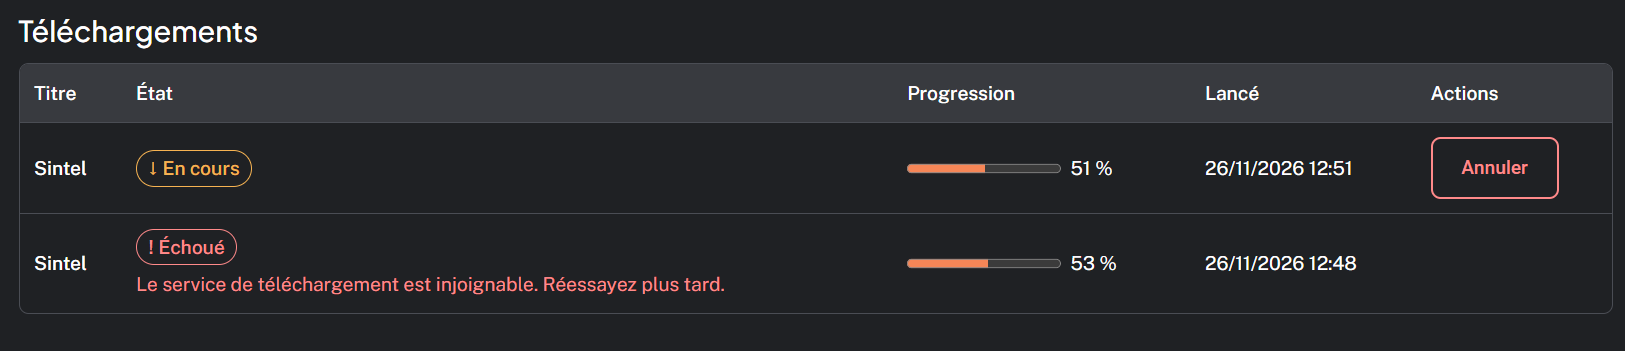 Téléchargements
Titre État Progression Lancé Actions
Sintel ↓ En cours 51 % 26/11/2026 12:51 Annuler
! Échoué
Sintel 53 % 26/11/2026 12:48
Le service de téléchargement est injoignable. Réessayez plus tard.